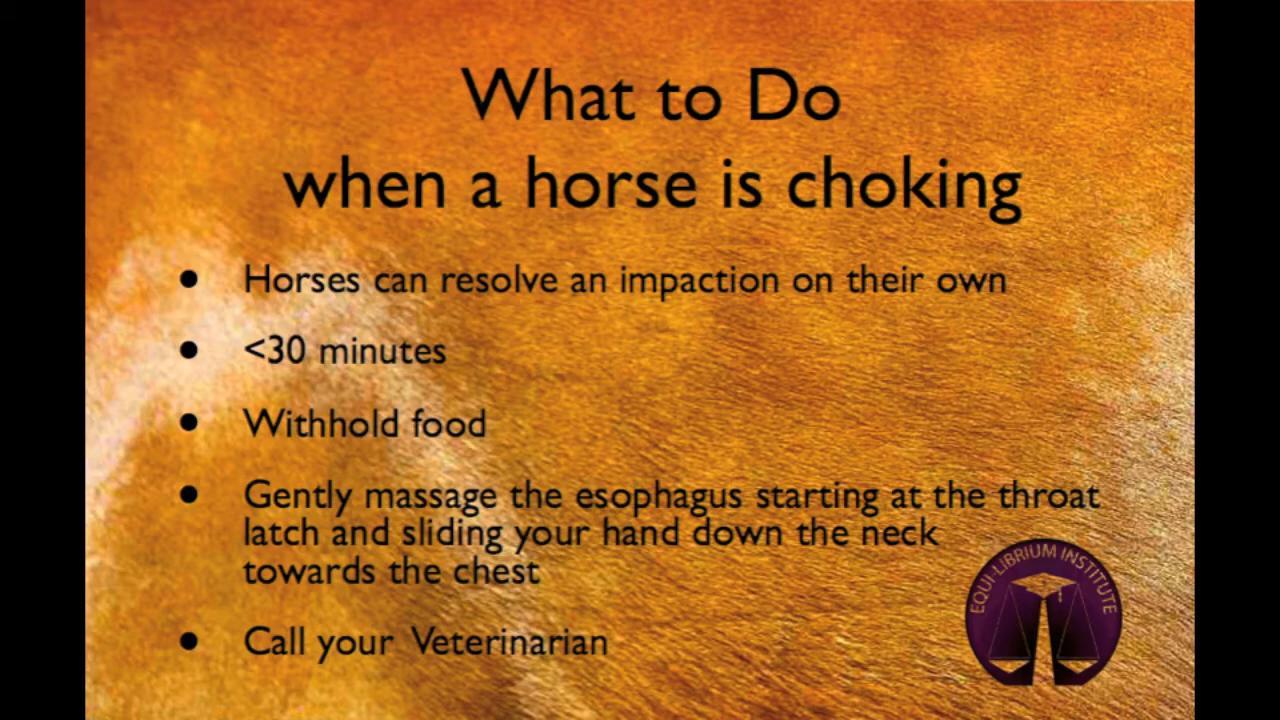 What to Do
when a horse is choking
• Horses can resolve an impaction on their own
• <30 minutes
• Withhold food
• Gently massage the esophagus starting at the throat
latch and sliding your hand down the neck
towards the chest
• Call your Veterinarian
EQUI-LIBRIUM INSTITUTE